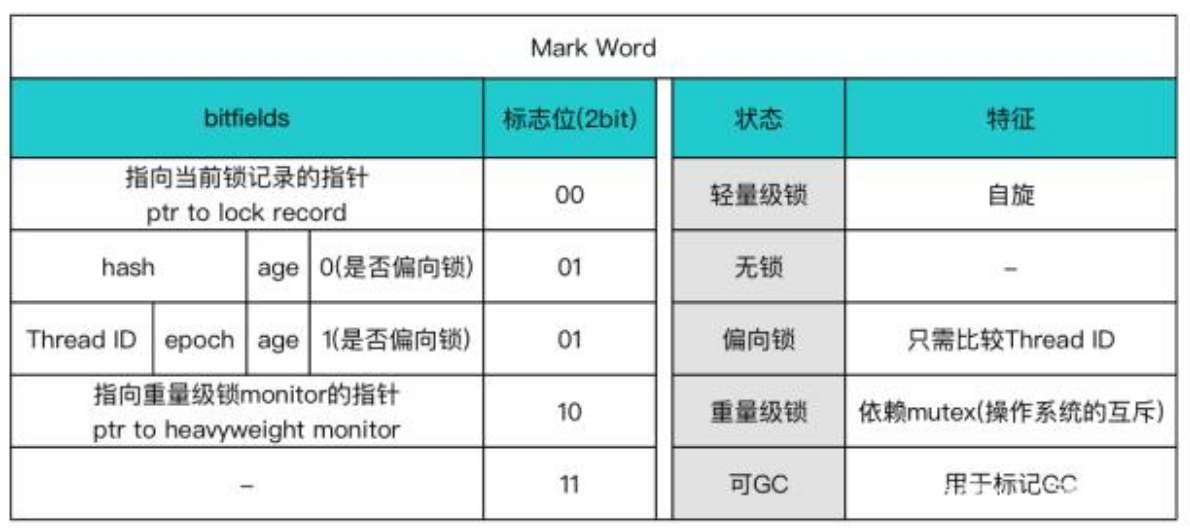 Mark Word
bitfields 标志位(2bit) 状态 特征
指向当前锁记录的指针
ptr to lock record 00 轻量级锁 自旋
hash age 0(是否偏向锁) 01 无锁 –
Thread ID epoch age 1(是否偏向锁) 01 偏向锁 只需比较Thread ID
指向重量级锁monitor的指针
ptr to heavyweight monitor 10 重量级锁 依赖mutex(操作系统的互斥)
– 11 可GC 用于标记GC